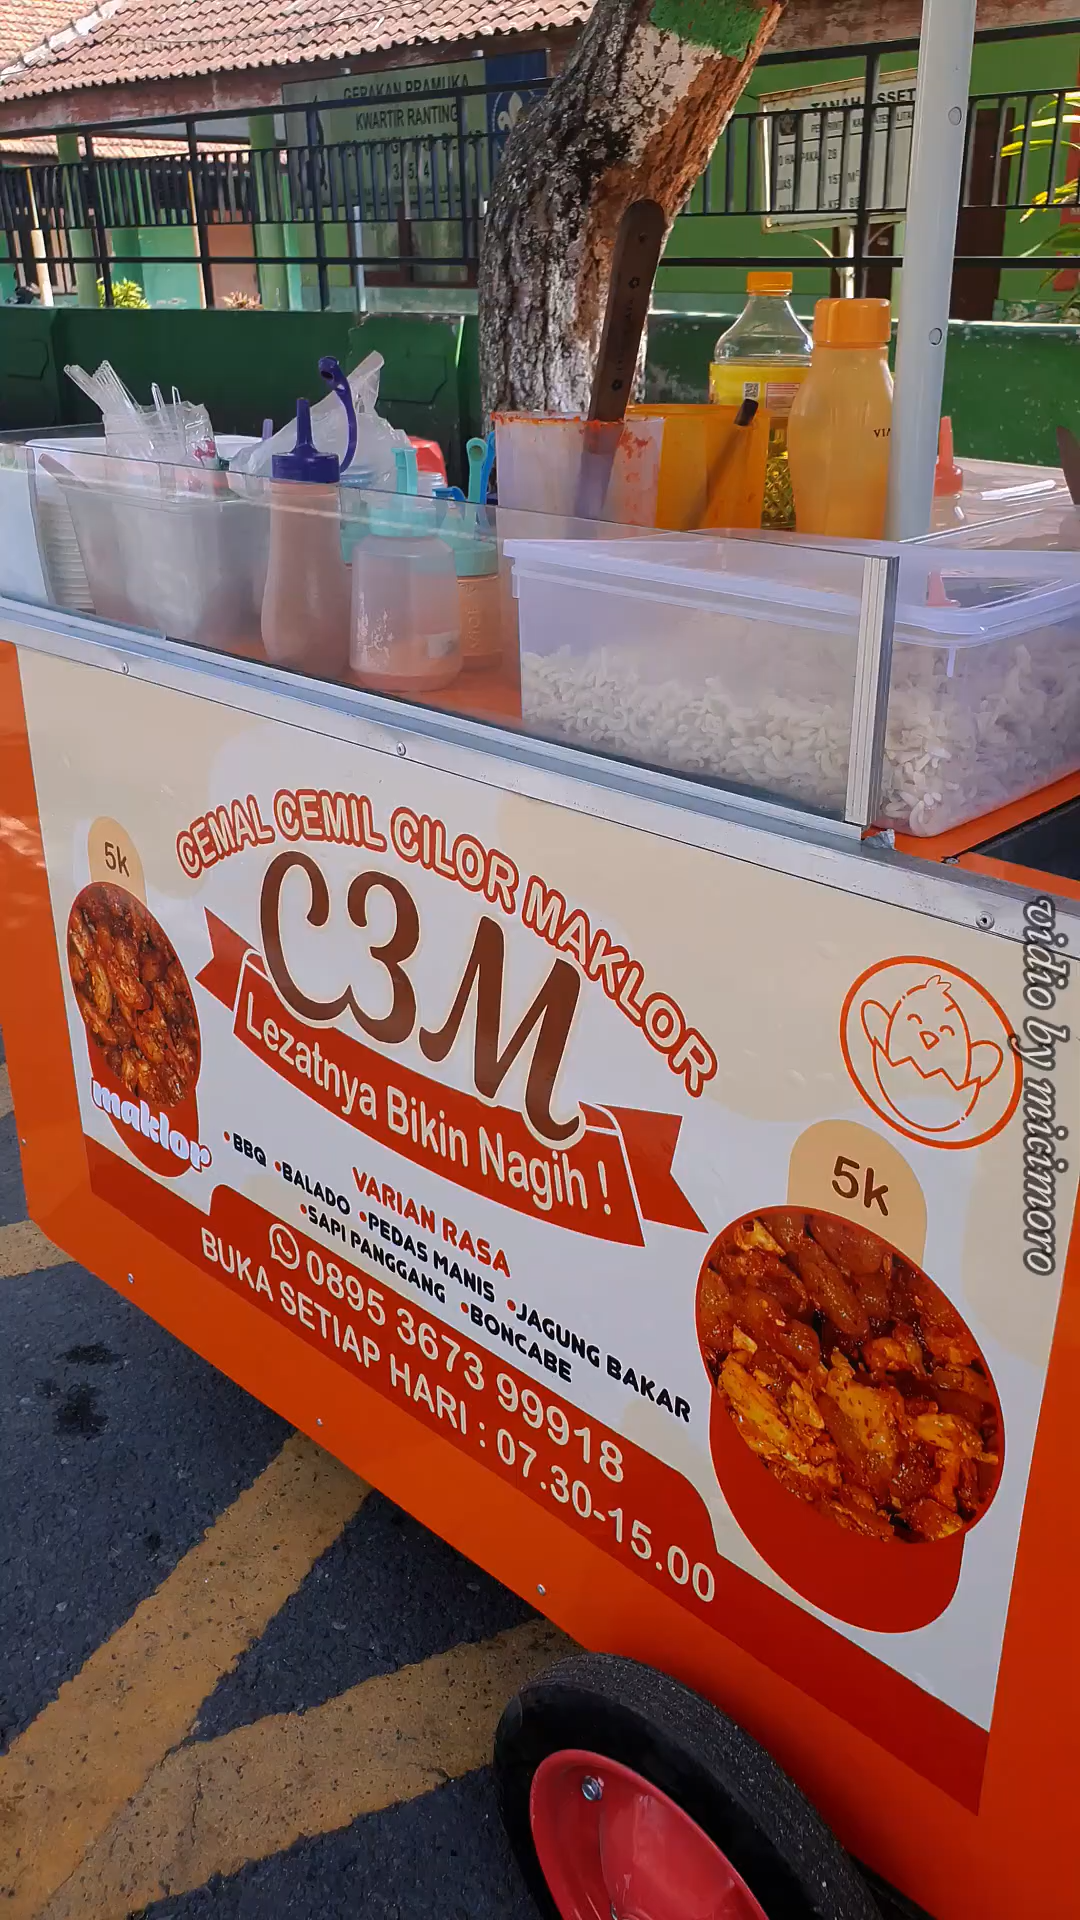 GERAKAN PRAMUKA
KWARTIR RANTING
TANAH
CEMAL CEMIL CILOR MAKLOR
C3M
Lezatnya Bikin Nagih !
5k
maklor
VARIAN RASA
•BBQ •BALADO •PEDAS MANIS •JAGUNG BAKAR
•SAPI PANGGANG •BONCABE
0895 3673 99918
BUKA SETIAP HARI : 07.30-15.00
5k
vidio by micimoro